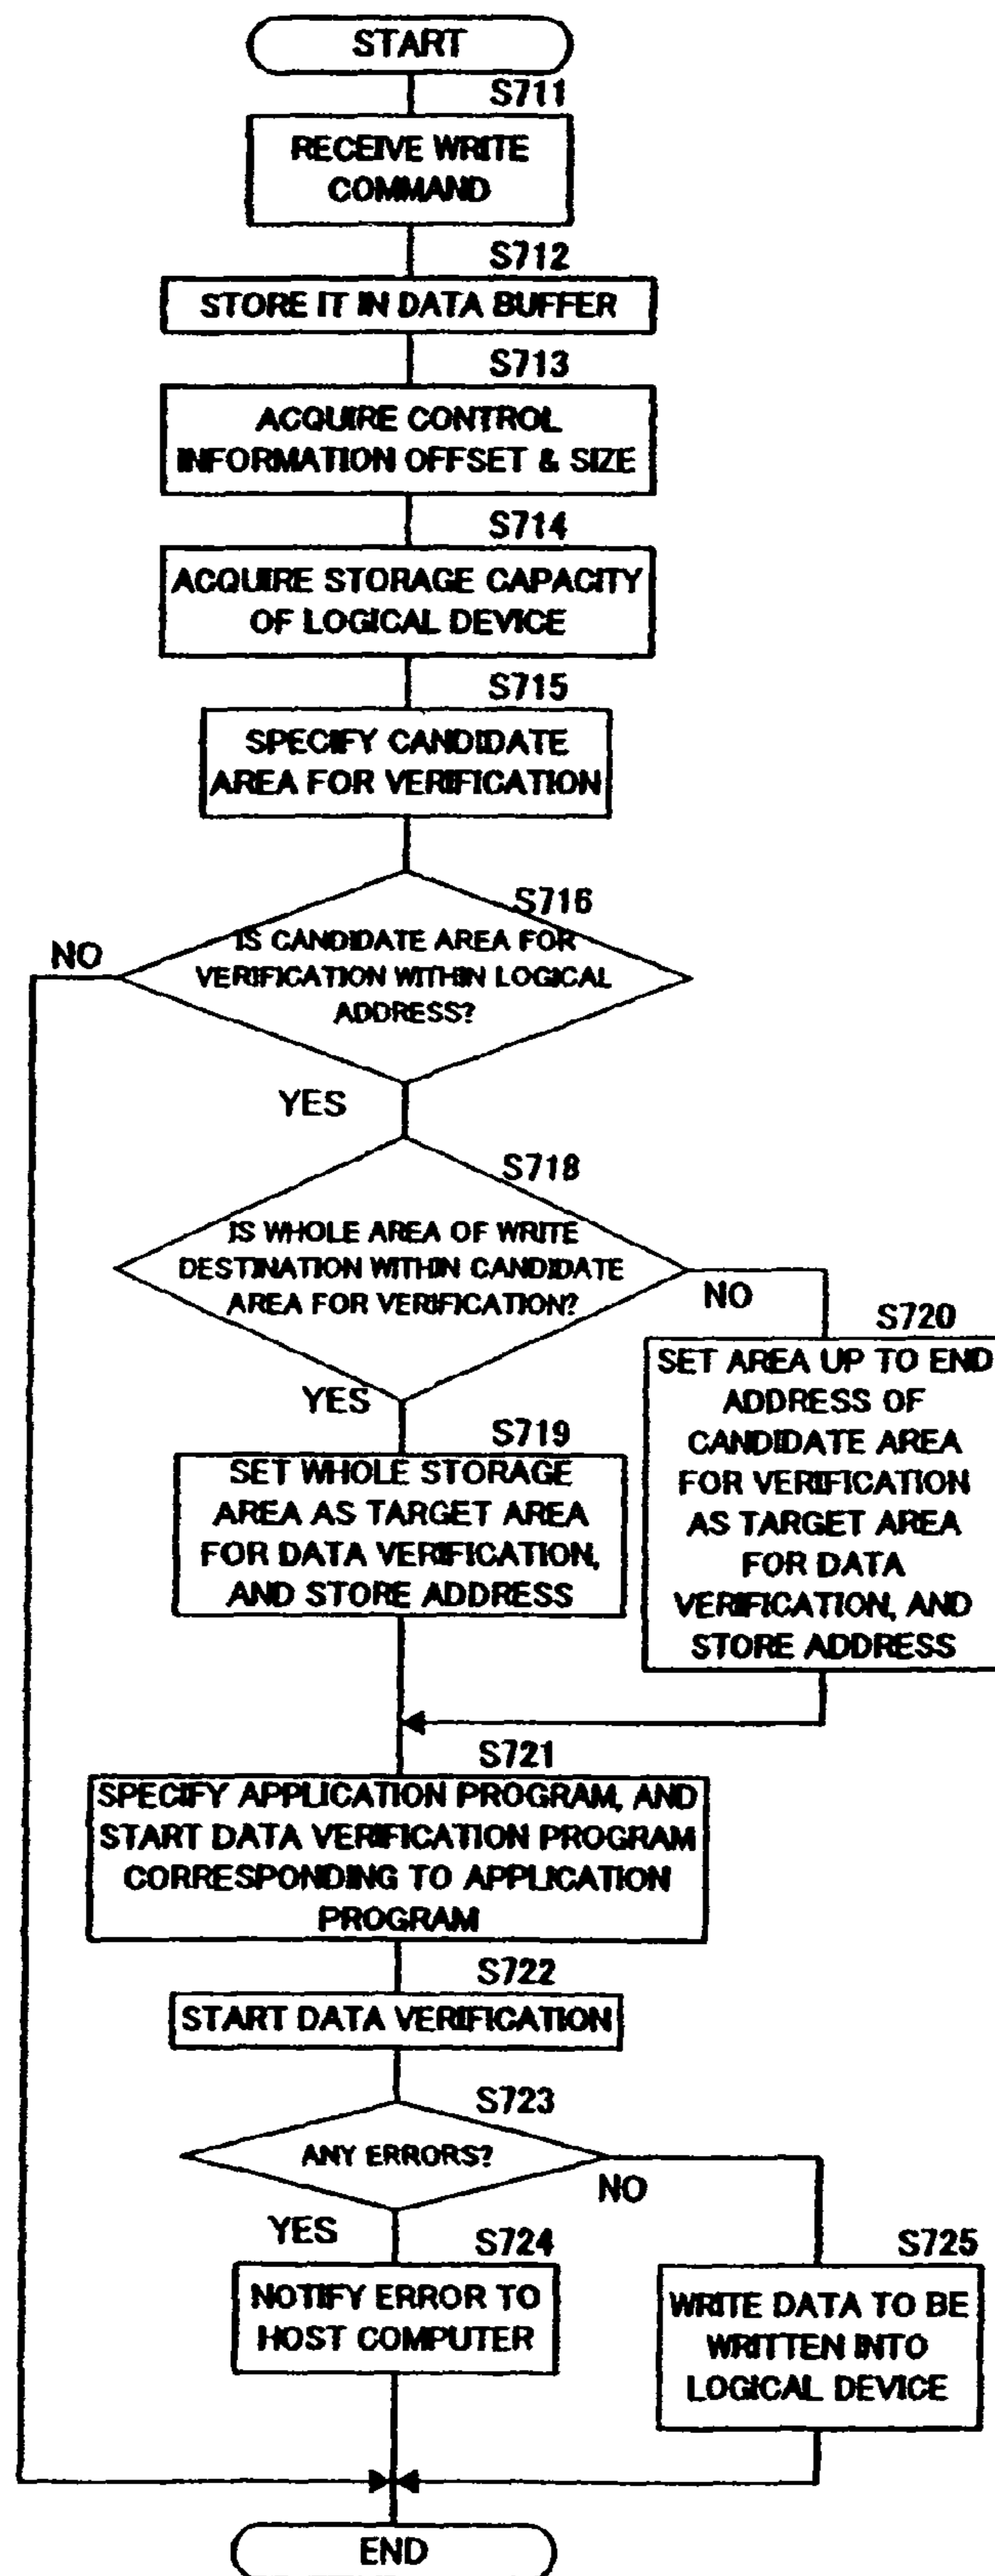 START
S711
RECEIVE WRITE
COMMAND
S712
STORE IT IN DATA BUFFER
S713
ACQUIRE CONTROL
INFORMATION OFFSET & SIZE
S714
ACQUIRE STORAGE CAPACITY
OF LOGICAL DEVICE
S715
SPECIFY CANDIDATE
AREA FOR VERIFICATION
S716
IS CANDIDATE AREA FOR
VERIFICATION WITHIN LOGICAL
ADDRESS?
NO
YES
S718
IS WHOLE AREA OF WRITE
DESTINATION WITHIN CANDIDATE
AREA FOR VERIFICATION?
NO
YES
S720
SET AREA UP TO END
ADDRESS OF
CANDIDATE AREA
FOR VERIFICATION
AS TARGET AREA
FOR DATA
VERIFICATION, AND
STORE ADDRESS
S719
SET WHOLE STORAGE
AREA AS TARGET AREA
FOR DATA VERIFICATION,
AND STORE ADDRESS
S721
SPECIFY APPLICATION PROGRAM, AND
START DATA VERIFICATION PROGRAM
CORRESPONDING TO APPLICATION
PROGRAM
S722
START DATA VERIFICATION
S723
ANY ERRORS?
NO
YES
S724
NOTIFY ERROR TO
HOST COMPUTER
S725
WRITE DATA TO BE
WRITTEN INTO
LOGICAL DEVICE
END